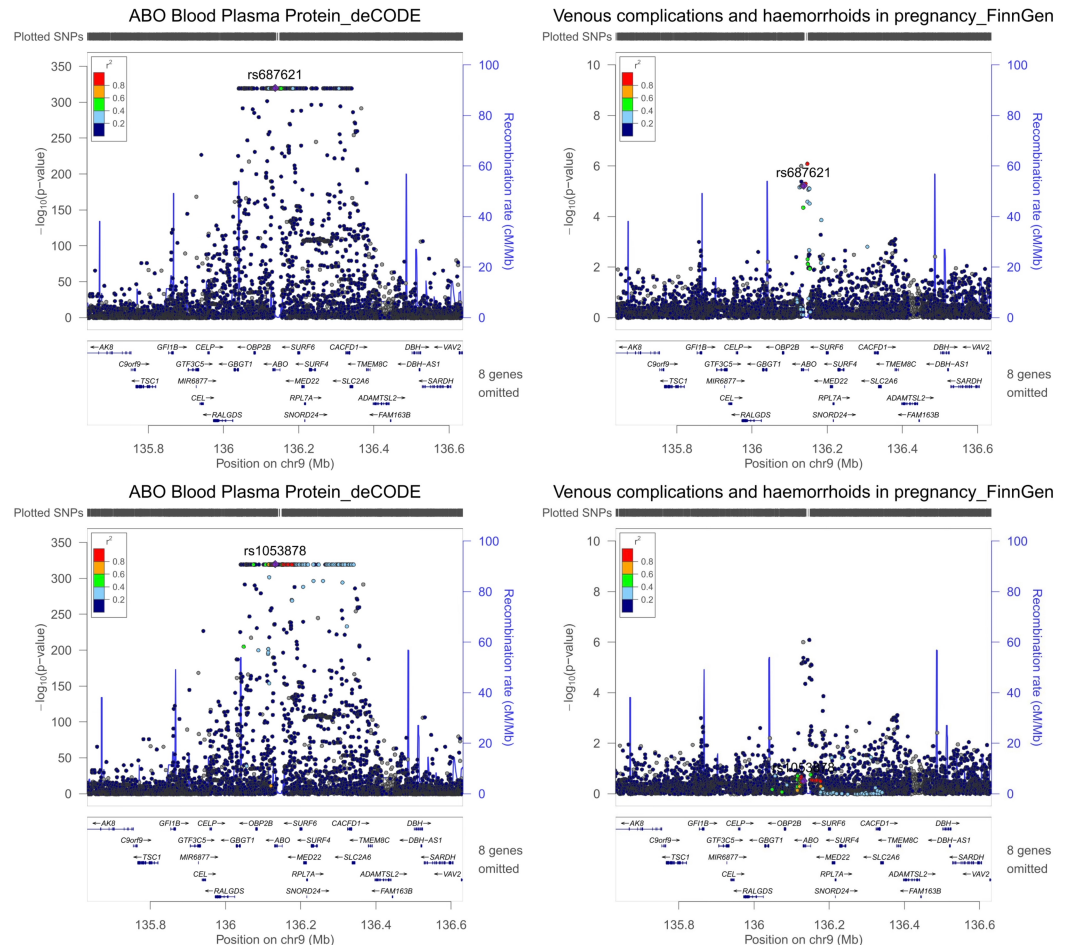 ABO Blood Plasma Protein_deCODE
Plotted SNPs
350
300
250
200
150
100
50
0
−log10(p−value)
r²
0.8
0.6
0.4
0.2
rs687621
100
80
60
40
20
0
Recombination rate (cM/Mb)
←AK8
GFI1B→
CELP→
←OBP2B
←SURF6
CACFD1→
DBH→
←VAV2
C9orf9→
GTF3C5→
←GBGT1
←ABO
←SURF4
←TMEM8C
←DBH−AS1
←TSC1
MIR6877→
MED22
←SLC2A6
←SARDH
CEL→
RPL7A→
ADAMTSL2→
←RALGDS
SNORD24→
←FAM163B
8 genes
omitted
135.8
136
136.2
136.4
136.6
Position on chr9 (Mb)
Venous complications and haemorrhoids in pregnancy_FinnGen
Plotted SNPs
10
8
6
4
2
0
−log10(p−value)
r²
0.8
0.6
0.4
0.2
rs687621
100
80
60
40
20
0
Recombination rate (cM/Mb)
←AK8
GFI1B→
CELP→
←OBP2B
←SURF6
CACFD1→
DBH→
←VAV2
C9orf9→
GTF3C5→
←GBGT1
←ABO
←SURF4
←TMEM8C
←DBH−AS1
←TSC1
MIR6877→
MED22
←SLC2A6
←SARDH
CEL→
RPL7A→
ADAMTSL2→
←RALGDS
SNORD24→
←FAM163B
8 genes
omitted
135.8
136
136.2
136.4
136.6
Position on chr9 (Mb)
ABO Blood Plasma Protein_deCODE
Plotted SNPs
350
300
250
200
150
100
50
0
−log10(p−value)
r²
0.8
0.6
0.4
0.2
rs1053878
100
80
60
40
20
0
Recombination rate (cM/Mb)
←AK8
GFI1B→
CELP→
←OBP2B
←SURF6
CACFD1→
DBH→
C9orf9→
GTF3C5→
←GBGT1
←ABO
←SURF4
←TMEM8C
←DBH−AS1
←TSC1
MIR6877→
MED22
←SLC2A6
←SARDH
CEL→
RPL7A→
ADAMTSL2→
←VAV2
←RALGDS
SNORD24→
←FAM163B
8 genes
omitted
135.8
136
136.2
136.4
136.6
Position on chr9 (Mb)
Venous complications and haemorrhoids in pregnancy_FinnGen
Plotted SNPs
10
8
6
4
2
0
−log10(p−value)
r²
0.8
0.6
0.4
0.2
rs1053878
100
80
60
40
20
0
Recombination rate (cM/Mb)
←AK8
GFI1B→
CELP→
←OBP2B
←SURF6
CACFD1→
DBH→
C9orf9→
GTF3C5→
←GBGT1
←ABO
←SURF4
←TMEM8C
←DBH−AS1
←TSC1
MIR6877→
MED22
←SLC2A6
←SARDH
CEL→
RPL7A→
ADAMTSL2→
←VAV2
←RALGDS
SNORD24→
←FAM163B
8 genes
omitted
135.8
136
136.2
136.4
136.6
Position on chr9 (Mb)